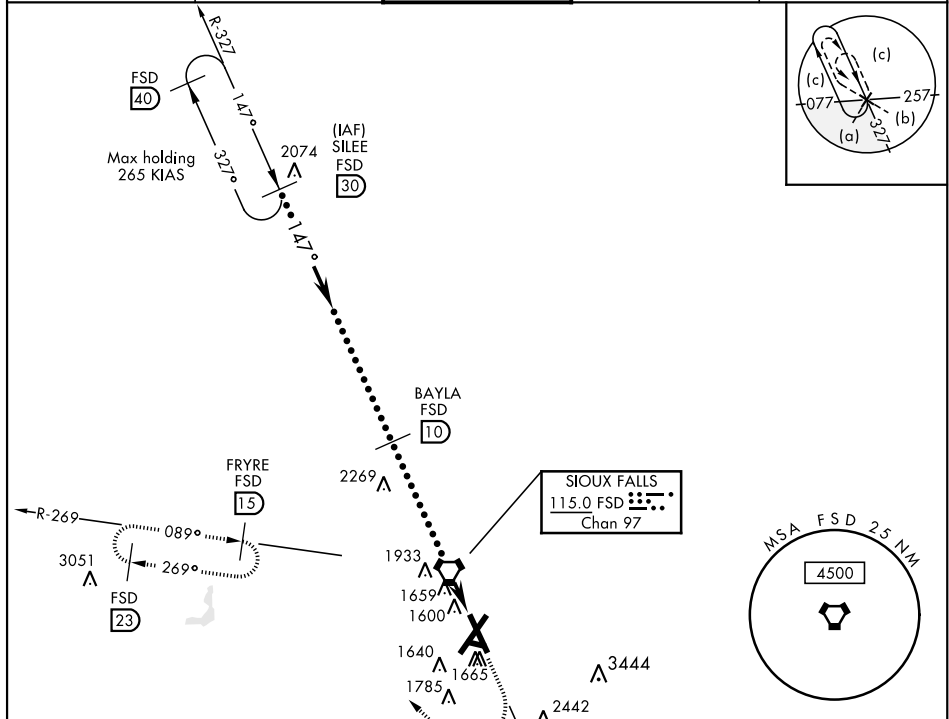 R-327
FSD
40
147°
327°
Max holding
265 KIAS
(IAF)
SILEE
FSD
30
2074
147°
(c)
(c)
077
257
(b)
(a)
327
BAYLA
FSD
10
2269
FRYRE
FSD
15
R-269
089°
269°
3051
FSD
23
SIOUX FALLS
115.0 FSD
Chan 97
1933
1659
1600
1640
1665
1785
3444
2442
MSA FSD 25 NM
4500